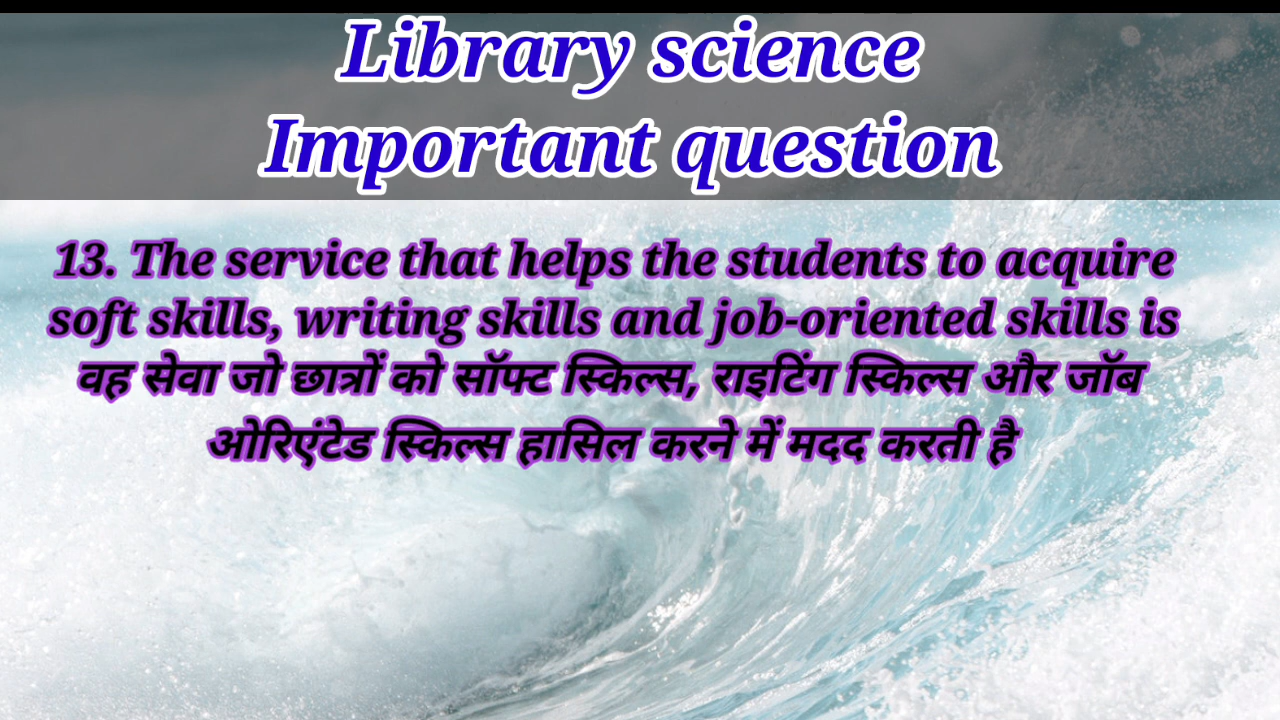 Library science
Important question
13. The service that helps the students to acquire
soft skills, writing skills and job-oriented skills is
वह सेवा जो छात्रों को सॉफ्ट स्किल्स, राइटिंग स्किल्स और जॉब
ओरिएंटेड स्किल्स हासिल करने में मदद करती है